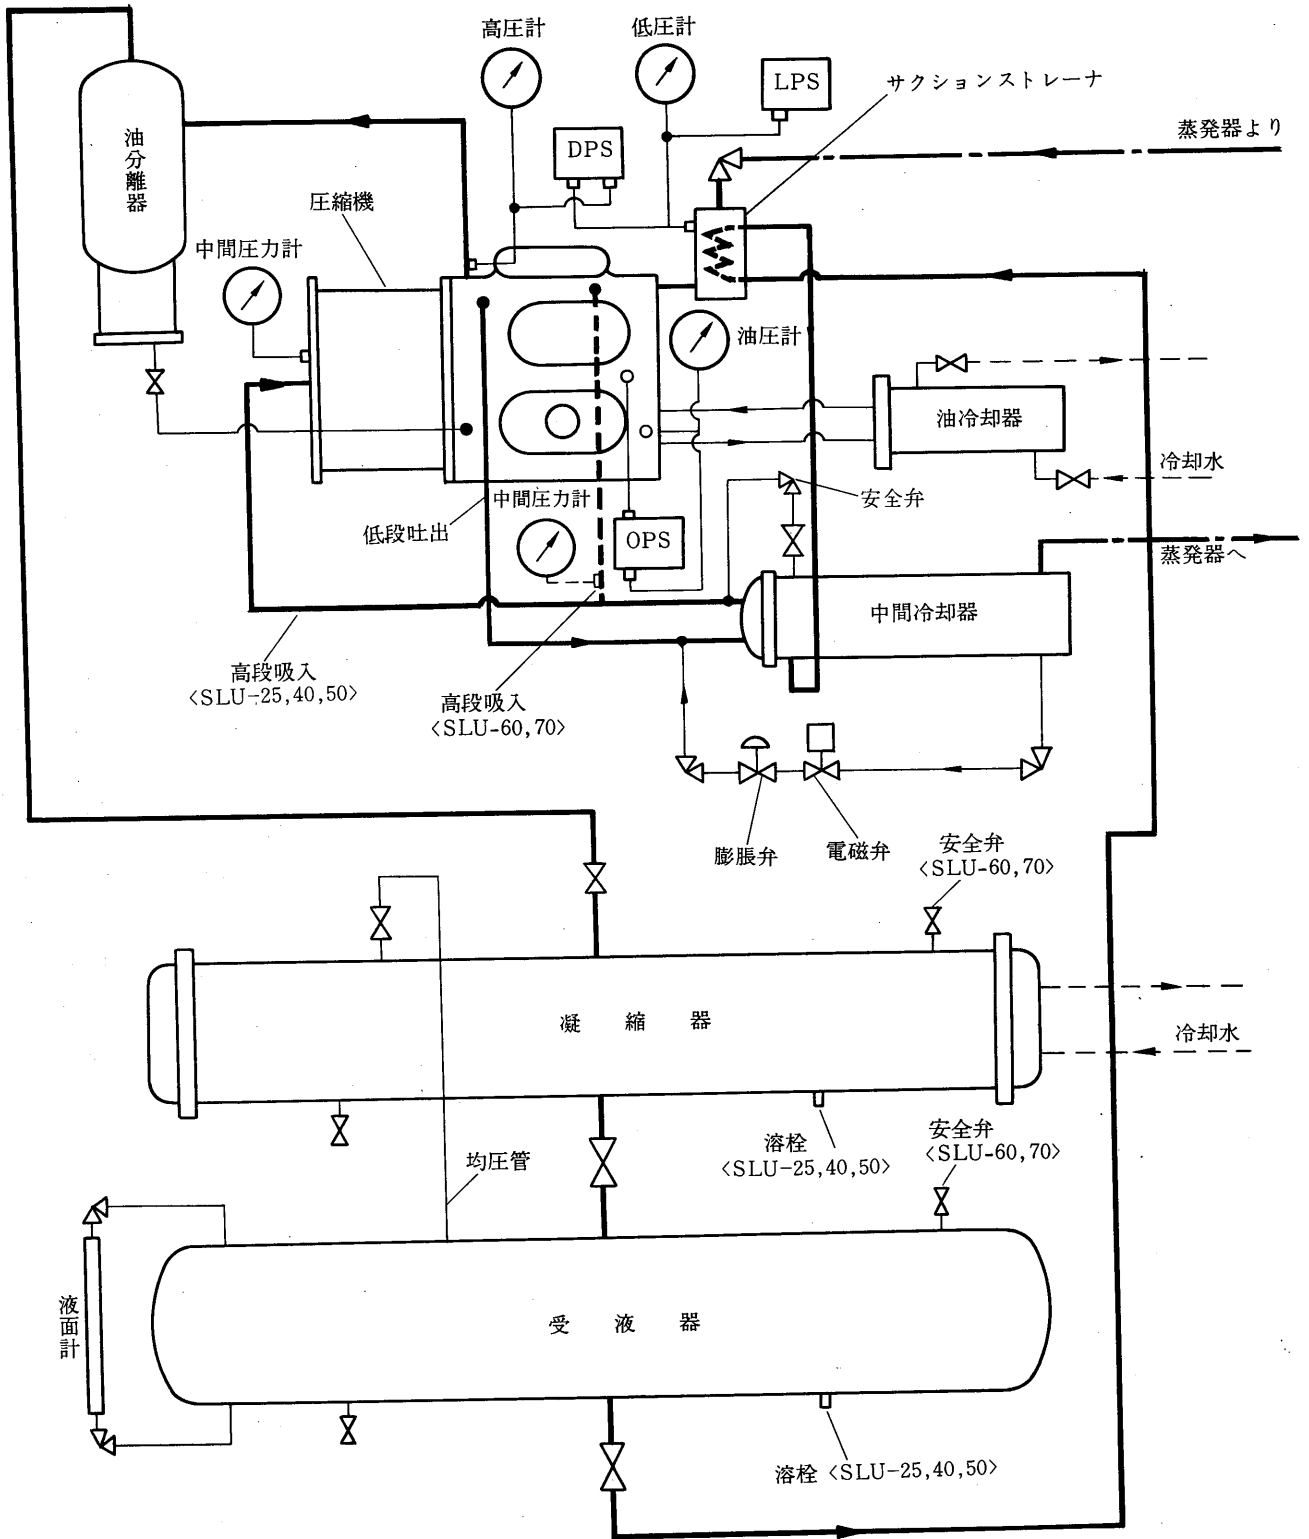 高圧計
低圧計
LPS
サクションストレーナ
蒸発器より
油分離器
DPS
圧縮機
中間圧力計
油圧計
油冷却器
冷却水
中間圧力計
安全弁
低段吐出
OPS
蒸発器へ
中間冷却器
高段吸入
〈SLU-25,40,50〉
高段吸入
〈SLU-60,70〉
膨脹弁
電磁弁
安全弁
〈SLU-60,70〉
凝縮器
冷却水
溶栓
〈SLU-25,40,50〉
安全弁
〈SLU-60,70〉
均圧管
液面計
受液器
溶栓〈SLU-25,40,50〉